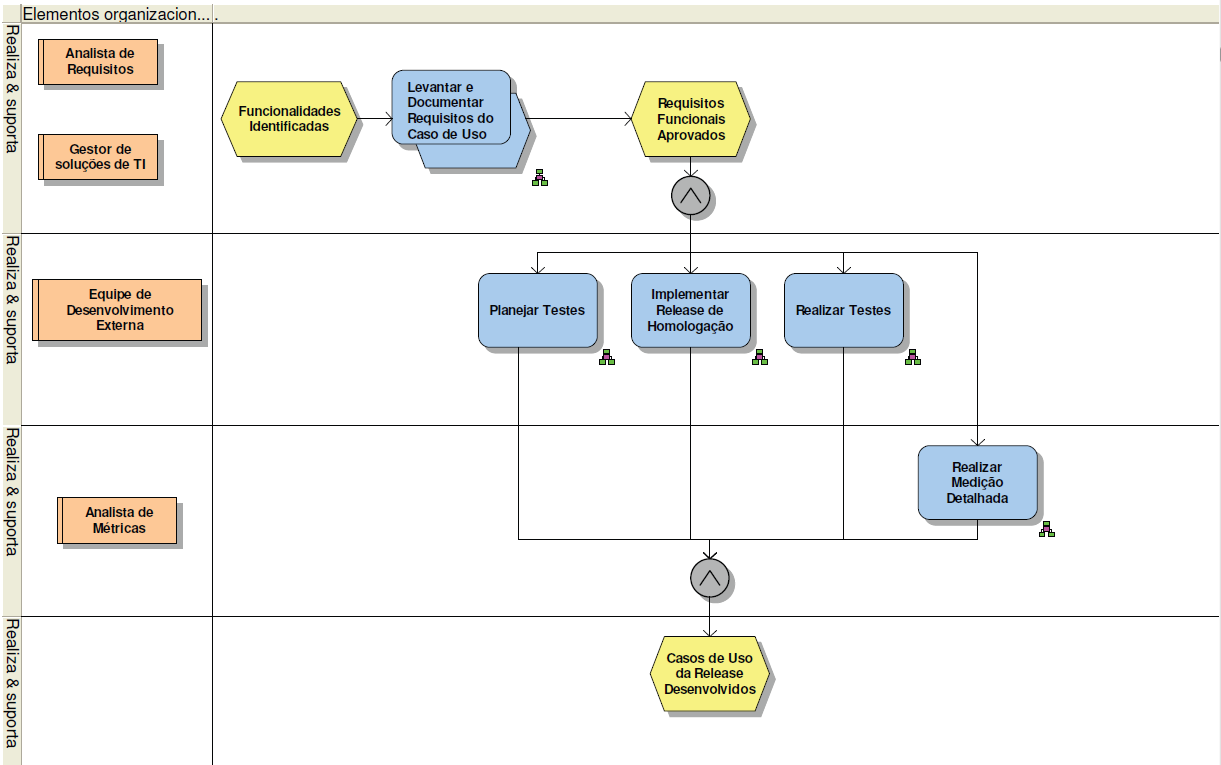 Elementos organizacion... .
Realiza & suporta
Analista de
Requisitos
Gestor de
soluções de TI
Funcionalidades
Identificadas
Levantar e
Documentar
Requisitos do
Caso de Uso
Requisitos
Funcionais
Aprovados
Realiza & suporta
Equipe de
Desenvolvimento
Externa
Planejar Testes
Implementar
Release de
Homologação
Realizar Testes
Realiza & suporta
Analista de
Métricas
Realizar
Medição
Detalhada
Realiza & suporta
Casos de Uso
da Release
Desenvolvidos